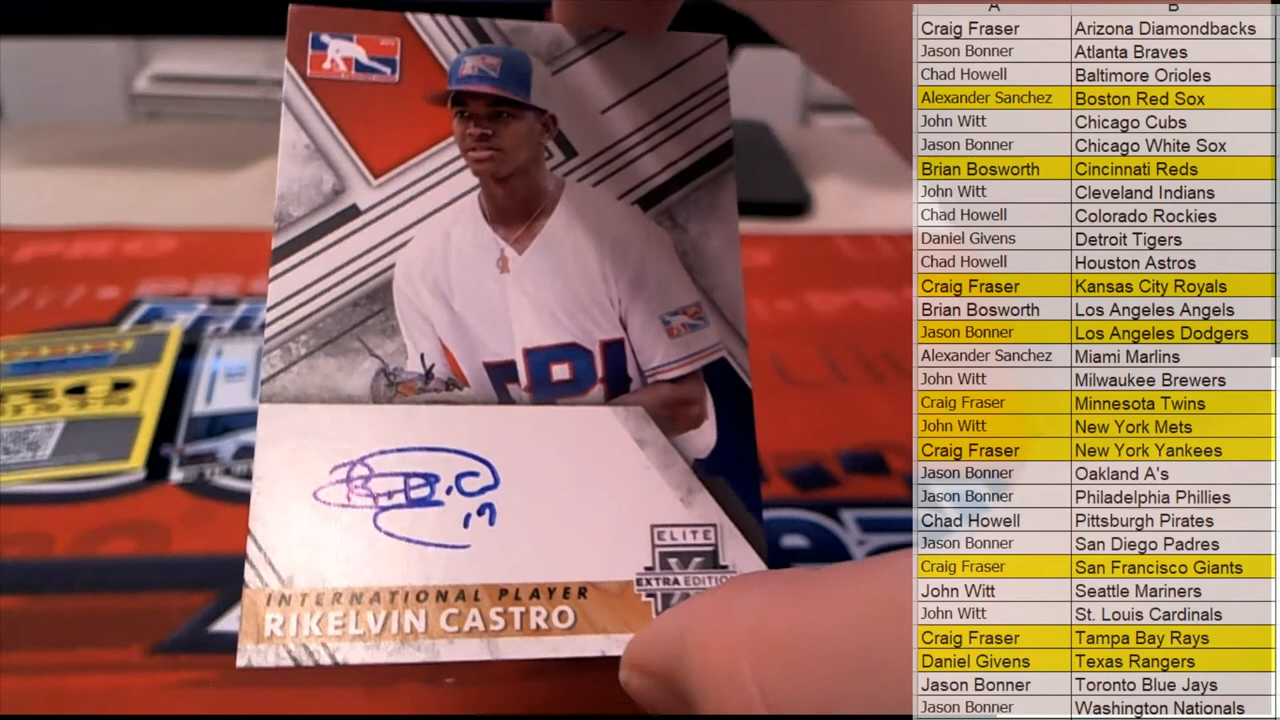 ELITE
X
EXTRA EDITION
INTERNATIONAL PLAYER
RIKELVIN CASTRO
17
A B
Craig Fraser Arizona Diamondbacks
Jason Bonner Atlanta Braves
Chad Howell Baltimore Orioles
Alexander Sanchez Boston Red Sox
John Witt Chicago Cubs
Jason Bonner Chicago White Sox
Brian Bosworth Cincinnati Reds
John Witt Cleveland Indians
Chad Howell Colorado Rockies
Daniel Givens Detroit Tigers
Chad Howell Houston Astros
Craig Fraser Kansas City Royals
Brian Bosworth Los Angeles Angels
Jason Bonner Los Angeles Dodgers
Alexander Sanchez Miami Marlins
John Witt Milwaukee Brewers
Craig Fraser Minnesota Twins
John Witt New York Mets
Craig Fraser New York Yankees
Jason Bonner Oakland A's
Jason Bonner Philadelphia Phillies
Chad Howell Pittsburgh Pirates
Jason Bonner San Diego Padres
Craig Fraser San Francisco Giants
John Witt Seattle Mariners
John Witt St. Louis Cardinals
Craig Fraser Tampa Bay Rays
Daniel Givens Texas Rangers
Jason Bonner Toronto Blue Jays
Jason Bonner Washington Nationals